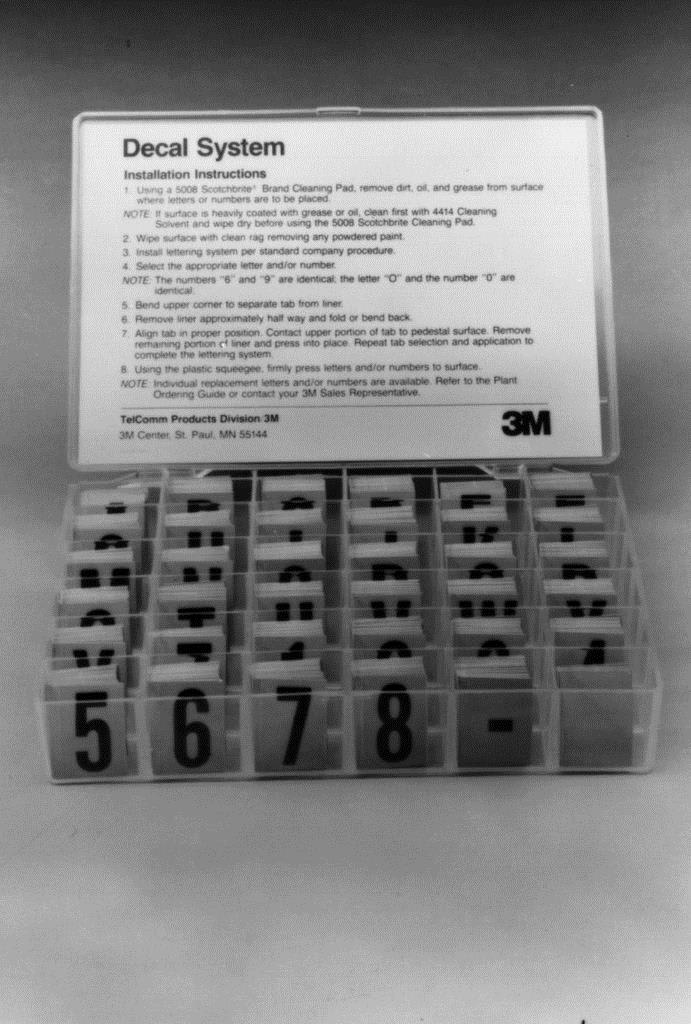 Decal System
Installation Instructions
1. Using a 5008 Scotchbrite Brand Cleaning Pad, remove dirt, oil, and grease from surface
where letters or numbers are to be placed.
NOTE: If surface is heavily coated with grease or oil, clean first with 4414 Cleaning
Solvent and wipe dry before using the 5008 Scotchbrite Cleaning Pad.
2. Wipe surface with clean rag removing any powdered paint.
3. Install lettering system per standard company procedure.
4. Select the appropriate letter and/or number.
NOTE: The numbers "6" and "9" are identical; the letter "O" and the number "0" are
identical.
5. Bend upper corner to separate tab from liner.
6. Remove liner approximately half way and fold or bend back.
7. Align tab in proper position. Contact upper portion of tab to pedestal surface. Remove
remaining portion of liner and press into place. Repeat tab selection and application to
complete the lettering system.
8. Using the plastic squeegee, firmly press letters and/or numbers to surface.
NOTE: Individual replacement letters and/or numbers are available. Refer to the Plant
Ordering Guide or contact your 3M Sales Representative.
TelComm Products Division/3M
3M Center, St. Paul, MN 55144
3M
5 6 7 8 -